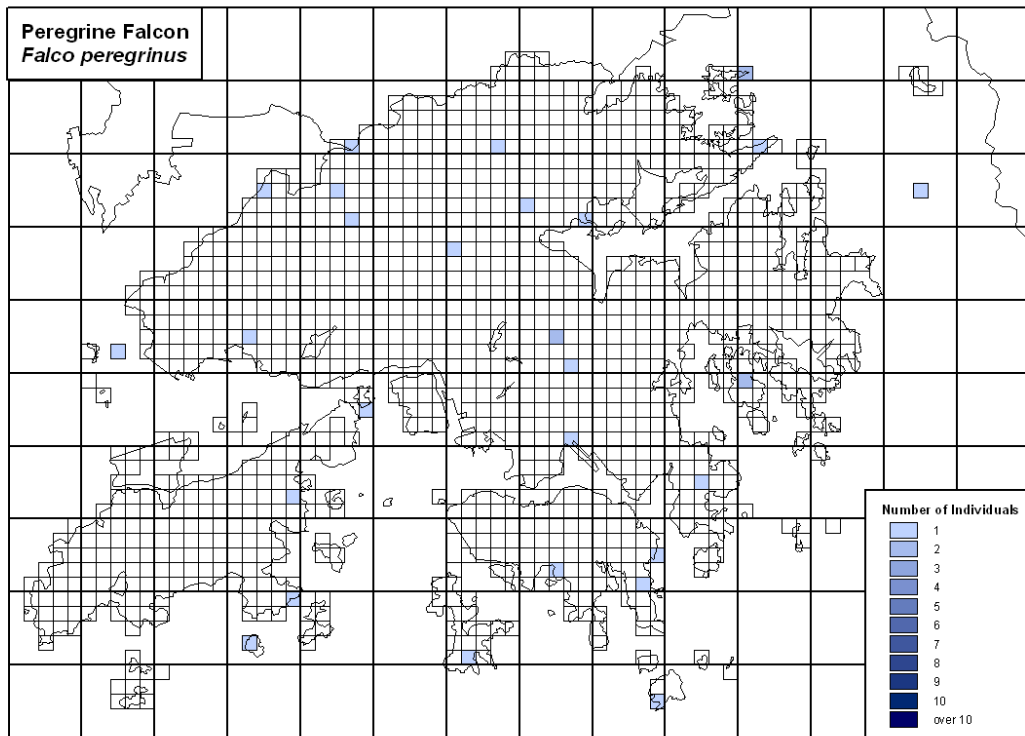 Peregrine Falcon
Falco peregrinus
Number of Individuals
1
2
3
4
5
6
7
8
9
10
over 10